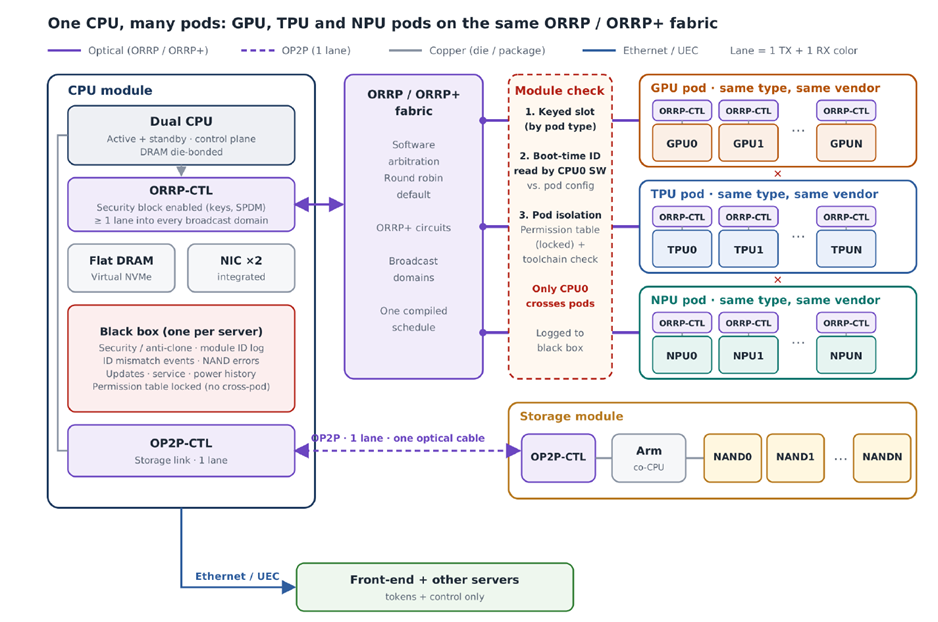 One CPU, many pods: GPU, TPU and NPU pods on the same ORRP / ORRP+ fabric
Optical (ORRP / ORRP+)
OP2P (1 lane)
Copper (die / package)
Ethernet / UEC
Lane = 1 TX + 1 RX color
CPU module
Dual CPU
Active + standby · control plane
DRAM die-bonded
ORRP-CTL
Security block enabled (keys, SPDM)
≥ 1 lane into every broadcast domain
Flat DRAM
Virtual NVMe
NIC ×2
integrated
Black box (one per server)
Security / anti-clone · module ID log
ID mismatch events · NAND errors
Updates · service · power history
Permission table locked (no cross-pod)
OP2P-CTL
Storage link · 1 lane
ORRP / ORRP+
fabric
Software
arbitration
Round robin
default
ORRP+ circuits
Broadcast
domains
One compiled
schedule
Module check
1. Keyed slot
(by pod type)
2. Boot-time ID
read by CPU0 SW
vs. pod config
3. Pod isolation
Permission table
(locked) +
toolchain check
Only CPU0
crosses pods
Logged to
black box
GPU pod · same type, same vendor
ORRP-CTL
ORRP-CTL
ORRP-CTL
GPU0
GPU1
...
GPUN
×
TPU pod · same type, same vendor
ORRP-CTL
ORRP-CTL
ORRP-CTL
TPU0
TPU1
...
TPUN
×
NPU pod · same type, same vendor
ORRP-CTL
ORRP-CTL
ORRP-CTL
NPU0
NPU1
...
NPUN
OP2P · 1 lane · one optical cable
Storage module
OP2P-CTL
Arm
co-CPU
NAND0
NAND1
...
NANDN
Ethernet / UEC
Front-end + other servers
tokens + control only